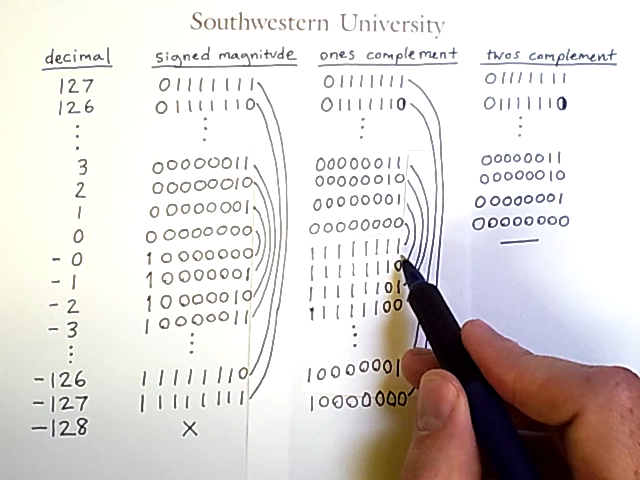 Southwestern University
decimal signed magnitude ones complement twos complement
127 01111111 01111111 01111111
126 01111110 01111110 01111110
⋮ ⋮ ⋮ ⋮
3 00000011 00000011 00000011
2 00000010 00000010 00000010
1 00000001 00000001 00000001
0 00000000 00000000 00000000
-0 10000000 11111111 —
-1 10000001 11111110
-2 10000010 11111101
-3 10000011 11111100
⋮ ⋮ ⋮
-126 11111110 10000001
-127 11111111 10000000
-128 X